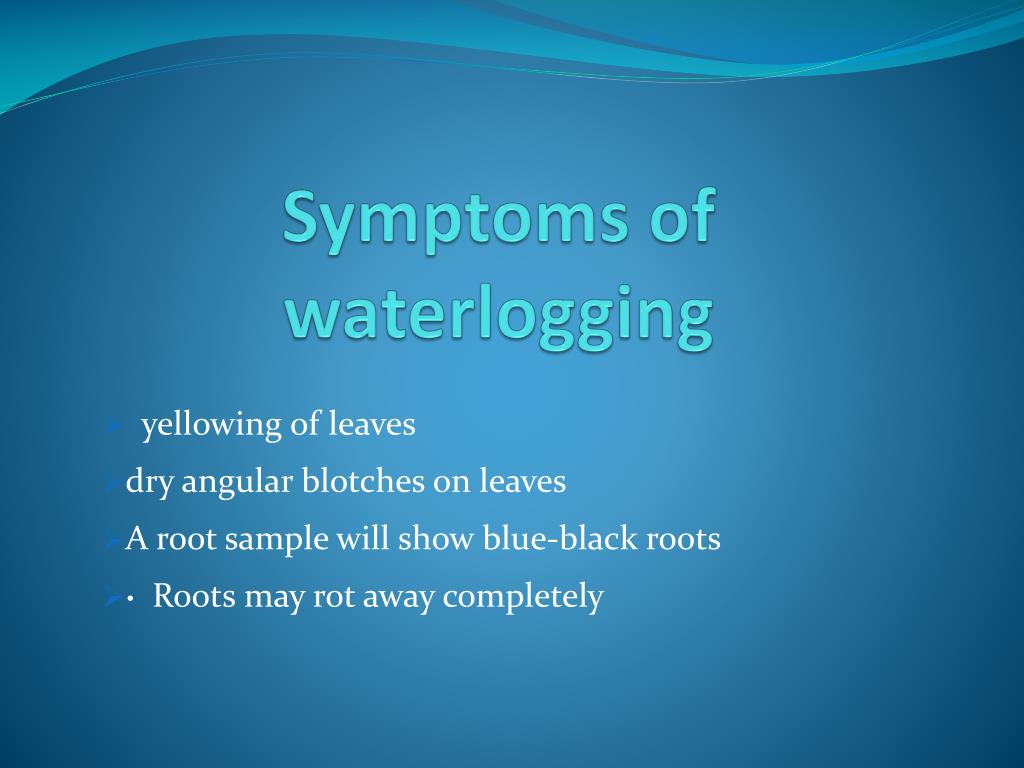 Symptoms of
waterlogging
yellowing of leaves
dry angular blotches on leaves
A root sample will show blue-black roots
• Roots may rot away completely